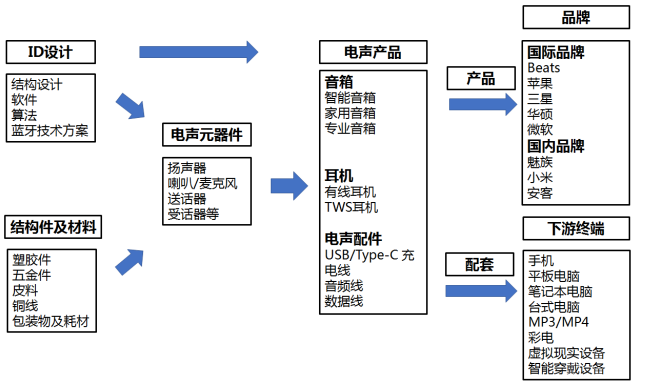 ID设计
结构设计
软件
算法
蓝牙技术方案
结构件及材料
塑胶件
五金件
皮料
铜线
包装物及耗材
电声元器件
扬声器
喇叭/麦克风
送话器
受话器等
电声产品
音箱
智能音箱
家用音箱
专业音箱
耳机
有线耳机
TWS耳机
电声配件
USB/Type-C 充
电线
音频线
数据线
产品
配套
品牌
国际品牌
Beats
苹果
三星
华硕
微软
国内品牌
魅族
小米
安客
下游终端
手机
平板电脑
笔记本电脑
台式电脑
MP3/MP4
彩电
虚拟现实设备
智能穿戴设备